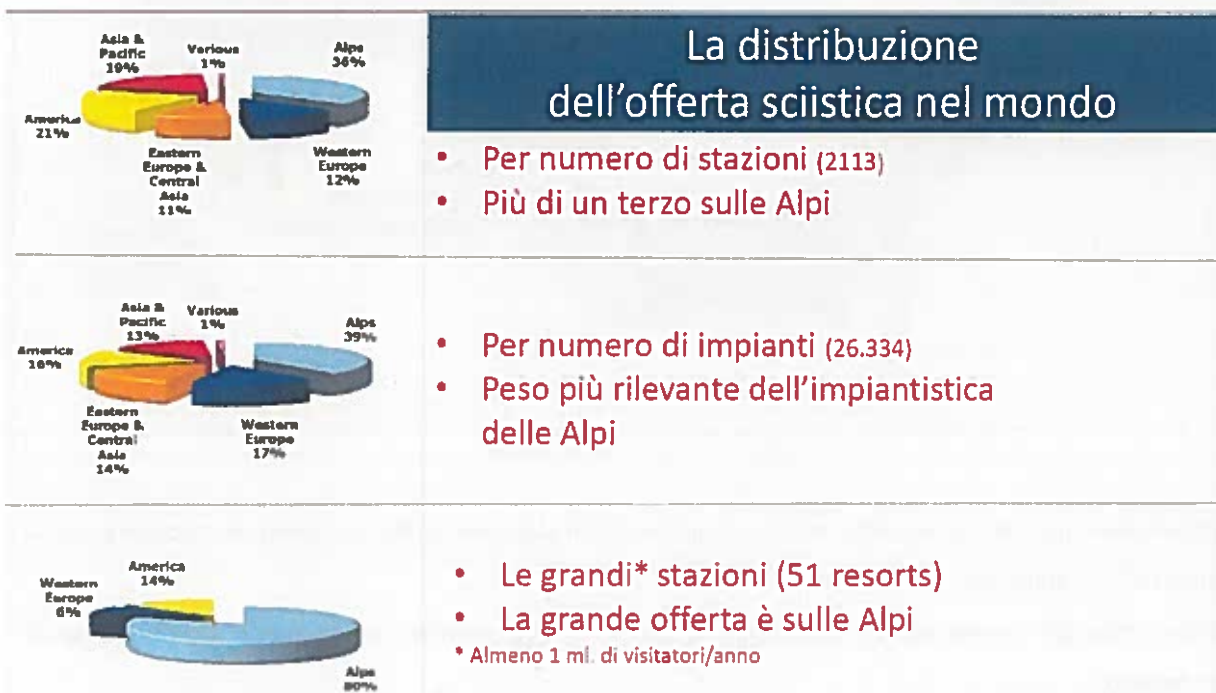 La distribuzione
dell'offerta sciistica nel mondo
Asia &
Pacific
19%
Various
1%
Alps
36%
America
21%
Eastern
Europe &
Central
Asia
11%
Western
Europe
12%
• Per numero di stazioni (2113)
• Più di un terzo sulle Alpi
Asia &
Pacific
13%
Various
1%
Alps
39%
America
16%
Eastern
Europe &
Central
Asia
14%
Western
Europe
17%
• Per numero di impianti (26.334)
• Peso più rilevante dell'impiantistica
delle Alpi
America
14%
Western
Europe
6%
Alps
80%
• Le grandi* stazioni (51 resorts)
• La grande offerta è sulle Alpi
* Almeno 1 ml. di visitatori/anno